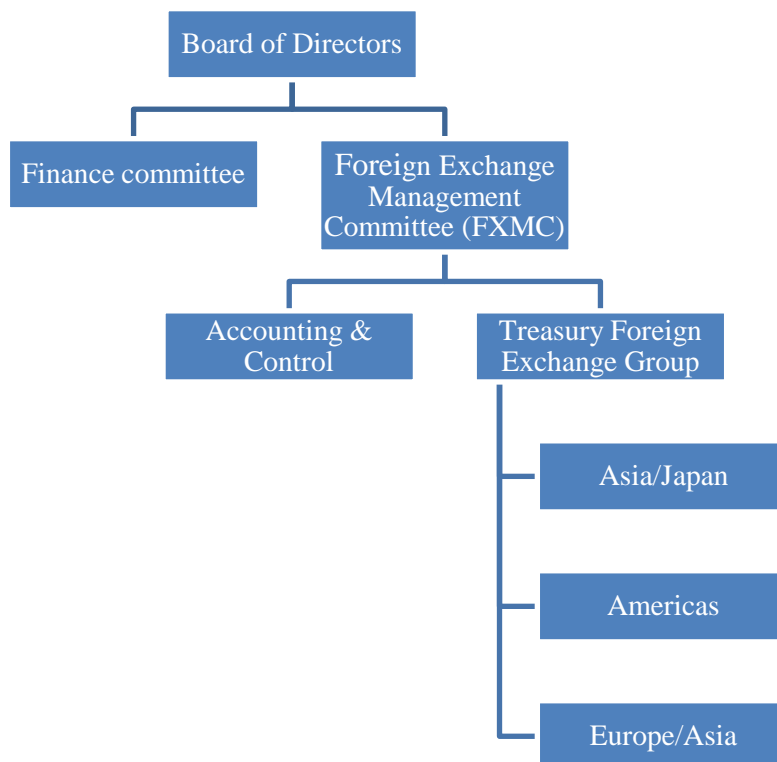 Board of Directors
Finance committee
Foreign Exchange
Management
Committee (FXMC)
Accounting &
Control
Treasury Foreign
Exchange Group
Asia/Japan
Americas
Europe/Asia